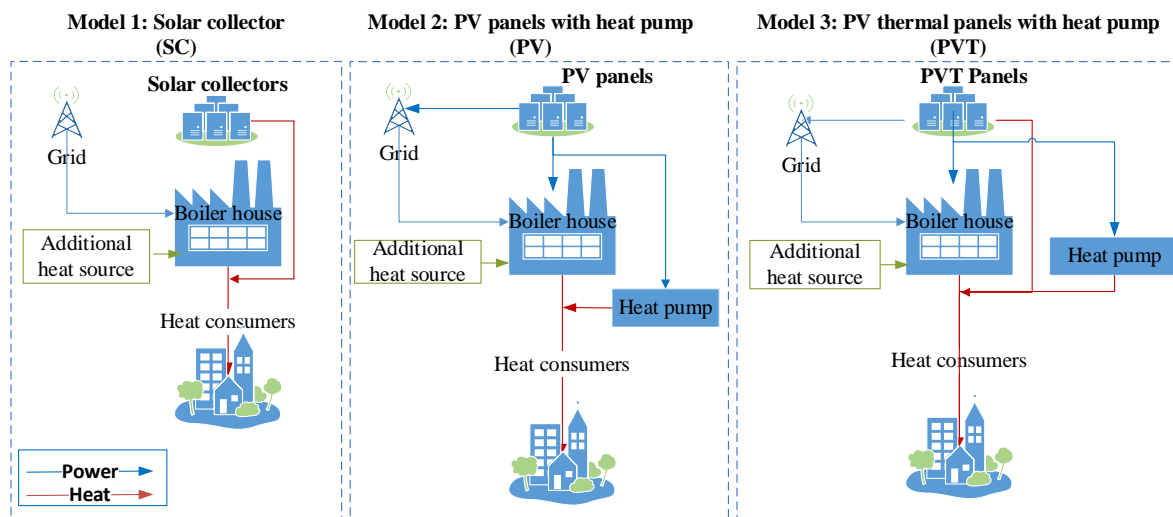 Model 1: Solar collector
(SC)
Solar collectors
Grid
Boiler house
Additional
heat source
Heat consumers
Power
Heat
Model 2: PV panels with heat pump
(PV)
PV panels
Grid
Boiler house
Additional
heat source
Heat pump
Heat consumers
Model 3: PV thermal panels with heat pump
(PVT)
PVT Panels
Grid
Boiler house
Additional
heat source
Heat pump
Heat consumers